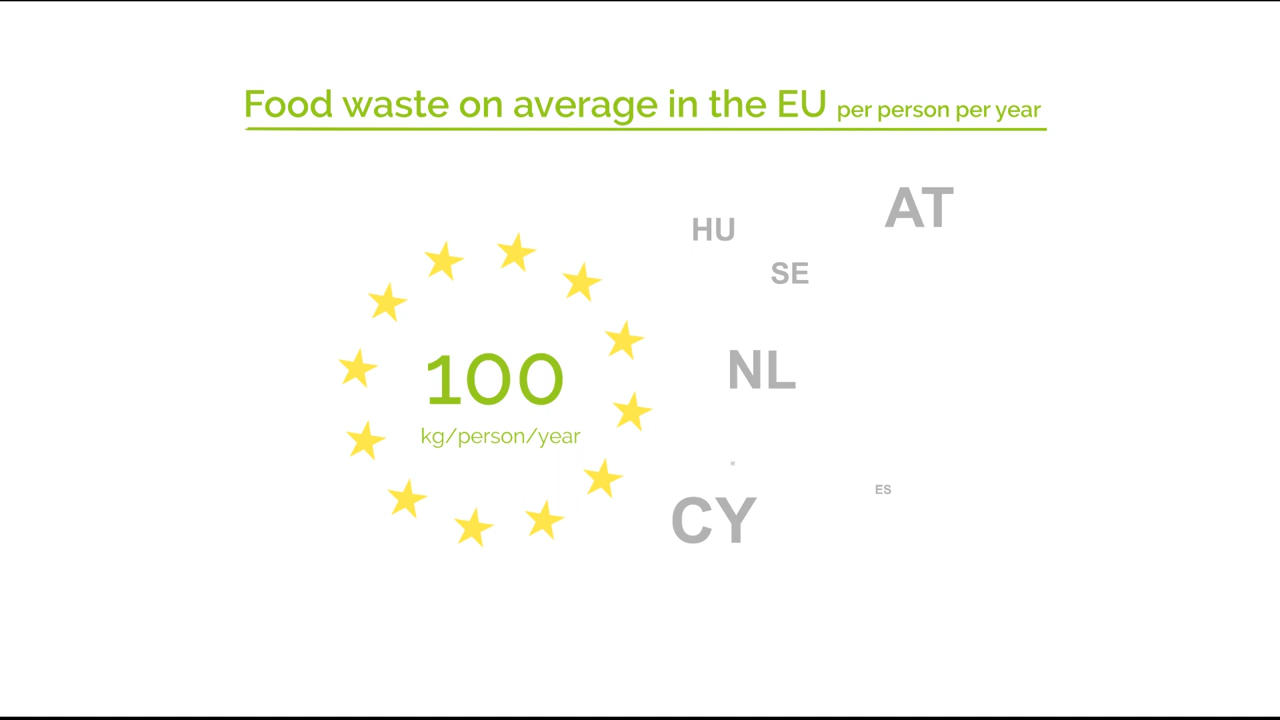 Food waste on average in the EU per person per year
AT
HU
SE
NL
100
kg/person/year
ES
CY